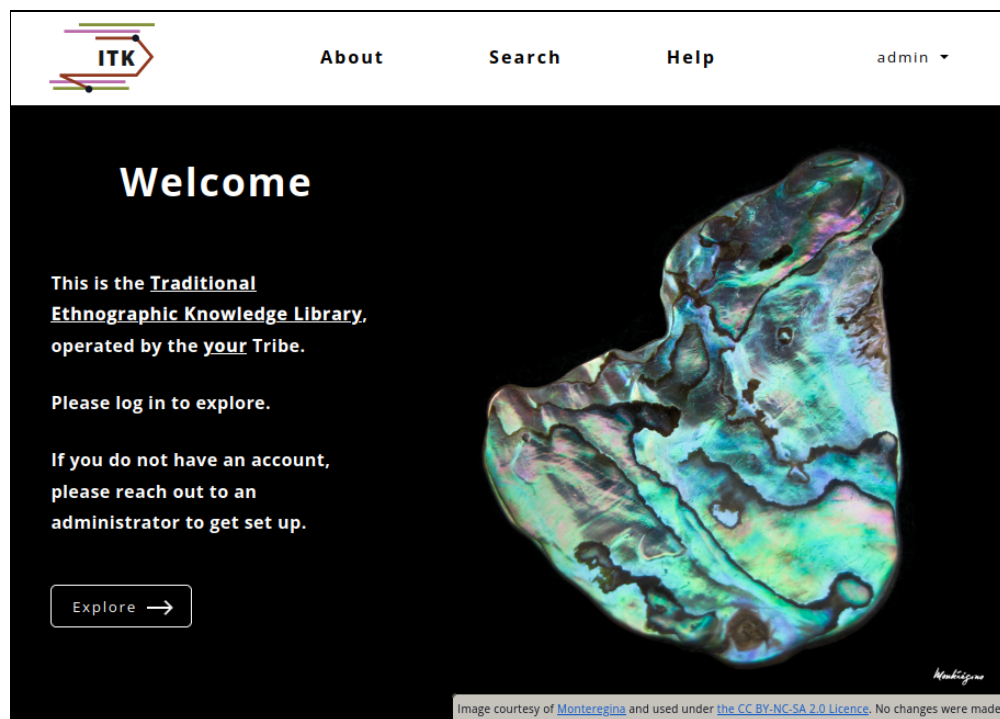 ITK
About Search Help admin
Welcome
This is the Traditional
Ethnographic Knowledge Library,
operated by the your Tribe.
Please log in to explore.
If you do not have an account,
please reach out to an
administrator to get set up.
Explore
Monteregina
Image courtesy of Monteregina and used under the CC BY-NC-SA 2.0 Licence. No changes were made